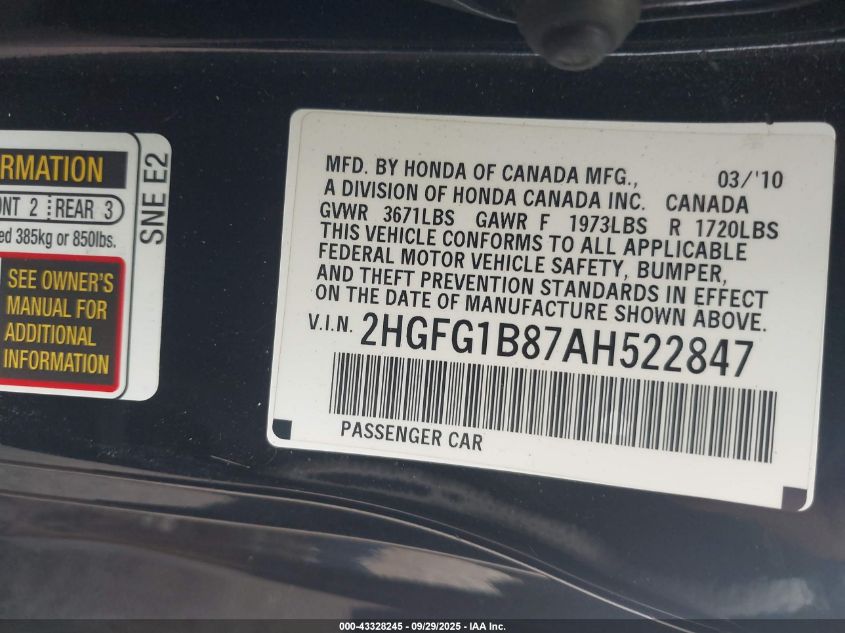 RMATION
ONT 2 REAR 3
ed 385kg or 850lbs.
SEE OWNER'S
MANUAL FOR
ADDITIONAL
INFORMATION
SNE E2
MFD. BY HONDA OF CANADA MFG., 03/'10
A DIVISION OF HONDA CANADA INC. CANADA
GVWR 3671LBS GAWR F 1973LBS R 1720LBS
THIS VEHICLE CONFORMS TO ALL APPLICABLE
FEDERAL MOTOR VEHICLE SAFETY, BUMPER,
AND THEFT PREVENTION STANDARDS IN EFFECT
ON THE DATE OF MANUFACTURE SHOWN ABOVE.
V.I.N. 2HGFG1B87AH522847
PASSENGER CAR
000-43328245 - 09/29/2025 - IAA Inc.